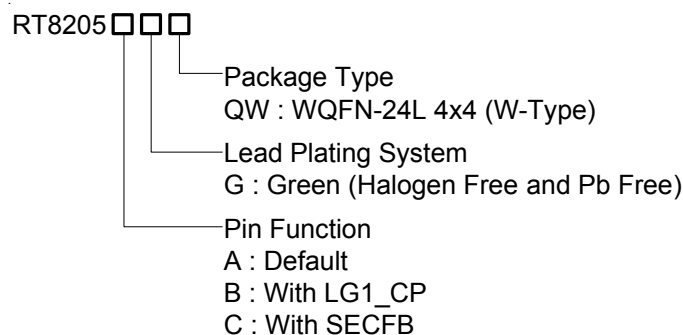 RT8205
Package Type
QW : WQFN-24L 4x4 (W-Type)
Lead Plating System
G : Green (Halogen Free and Pb Free)
Pin Function
A : Default
B : With LG1_CP
C : With SECFB